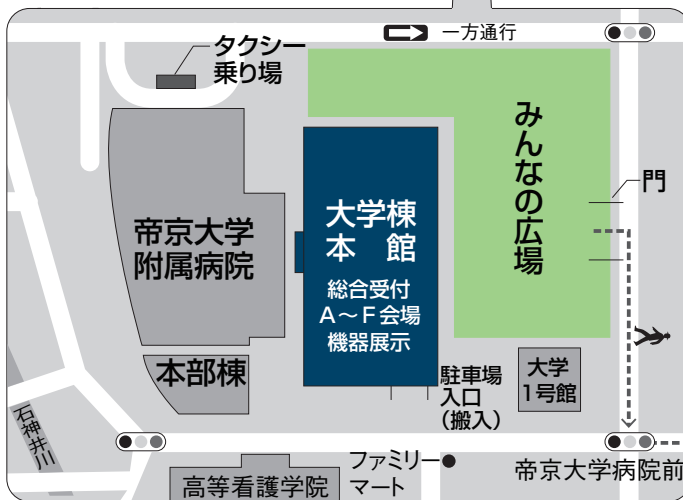 一方通行
タクシー
乗り場
みんなの広場
門
大学棟
本 館
総合受付
A～F会場
機器展示
帝京大学
附属病院
本部棟
駐車場
入口
（搬入）
大学
1号館
石神井川
ファミリー
マート
高等看護学院
帝京大学病院前